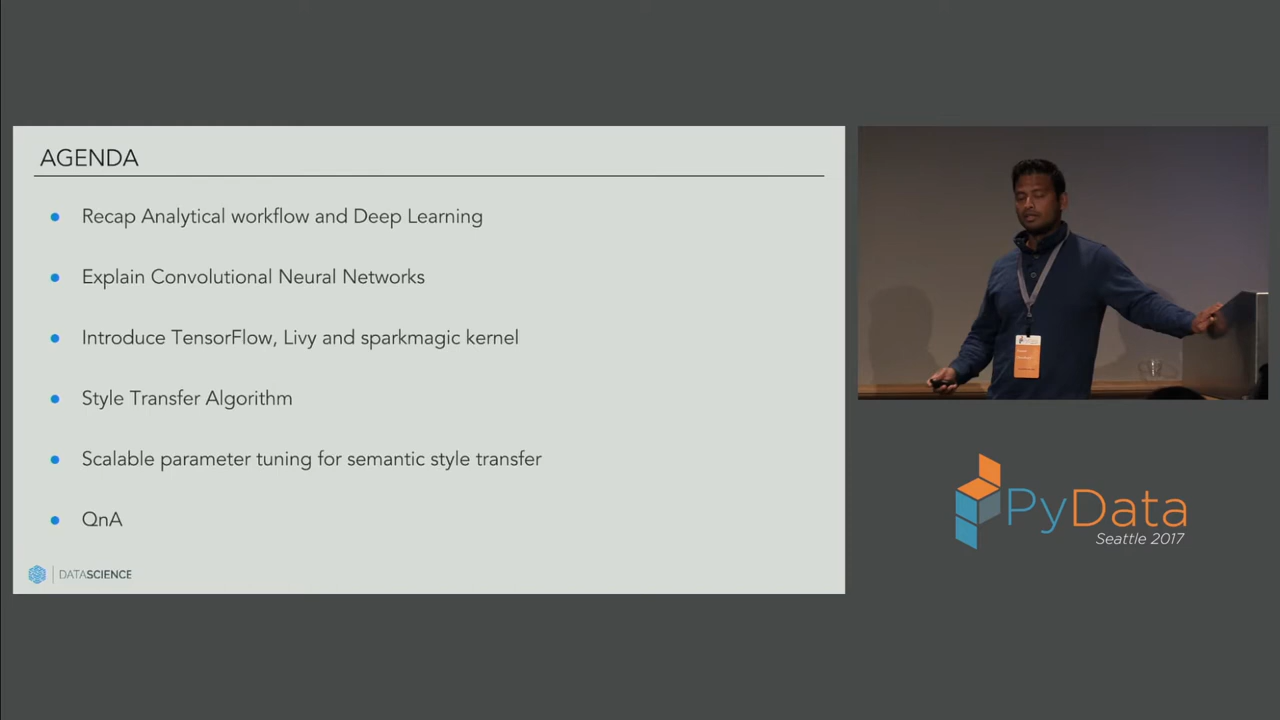 AGENDA
Recap Analytical workflow and Deep Learning
Explain Convolutional Neural Networks
Introduce TensorFlow, Livy and sparkmagic kernel
Style Transfer Algorithm
Scalable parameter tuning for semantic style transfer
QnA
DATASCIENCE
PyData
Seattle 2017